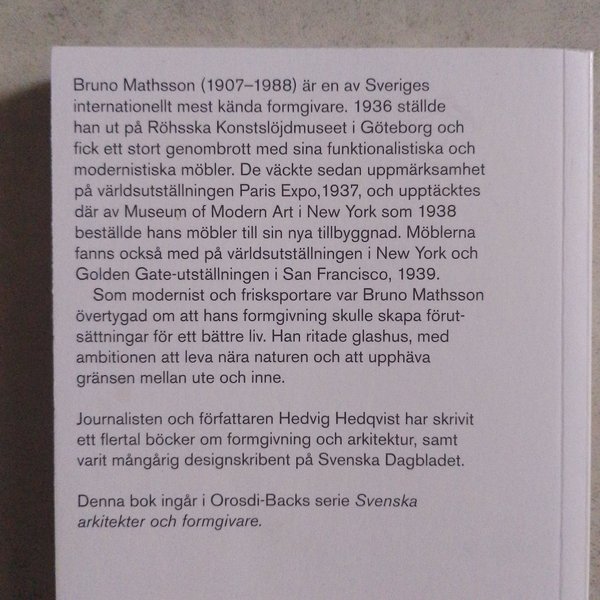 Bruno Mathsson (1907–1988) är en av Sveriges
internationellt mest kända formgivare. 1936 ställde
han ut på Röhsska Konstslöjdmuseet i Göteborg och
fick ett stort genombrott med sina funktionalistiska och
modernistiska möbler. De väckte sedan uppmärksamhet
på världsutställningen Paris Expo,1937, och upptäcktes
där av Museum of Modern Art i New York som 1938
beställde hans möbler till sin nya tillbyggnad. Möblerna
fanns också med på världsutställningen i New York och
Golden Gate-utställningen i San Francisco, 1939.
Som modernist och frisksportare var Bruno Mathsson
övertygad om att hans formgivning skulle skapa förut-
sättningar för ett bättre liv. Han ritade glashus, med
ambitionen att leva nära naturen och att upphäva
gränsen mellan ute och inne.
Journalisten och författaren Hedvig Hedqvist har skrivit
ett flertal böcker om formgivning och arkitektur, samt
varit mångårig designskribent på Svenska Dagbladet.
Denna bok ingår i Orosdi-Backs serie Svenska
arkitekter och formgivare.